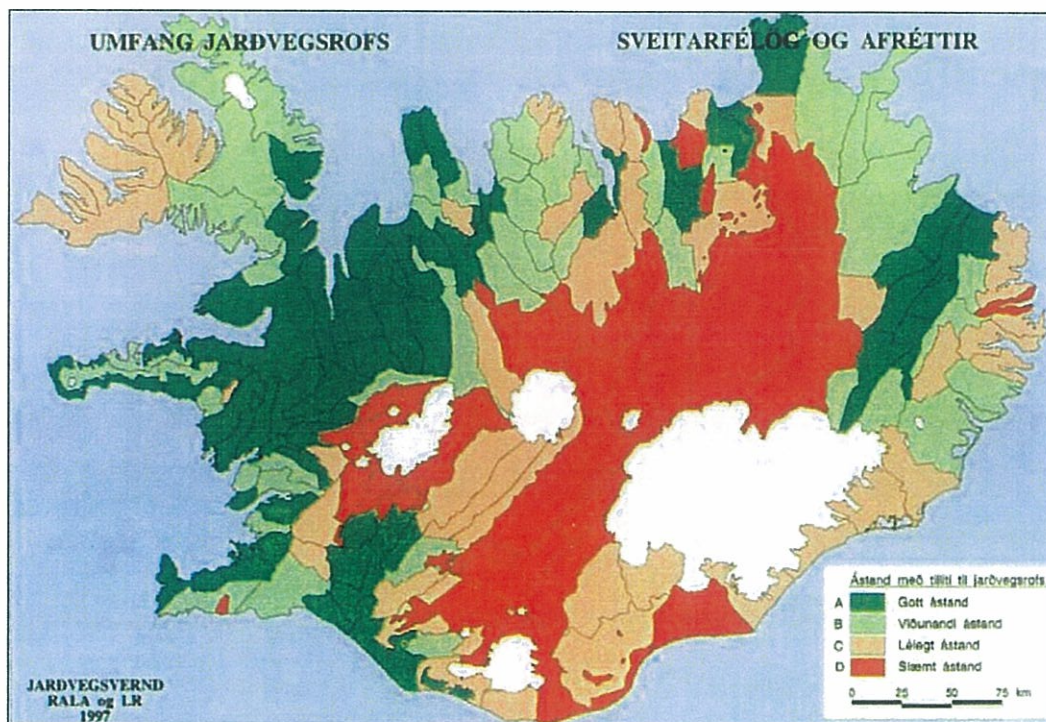 UMFANG JARÐVEGSROFS
SVEITARFÉLÖG OG AFRÉTTIR
Ástand með tilliti til jarðvegsrofs
A Gott ástand
B Viðunandi ástand
C Lélegt ástand
D Slæmt ástand
0 25 50 75 km
JARÐVEGSVERND
RALA og LR
1997